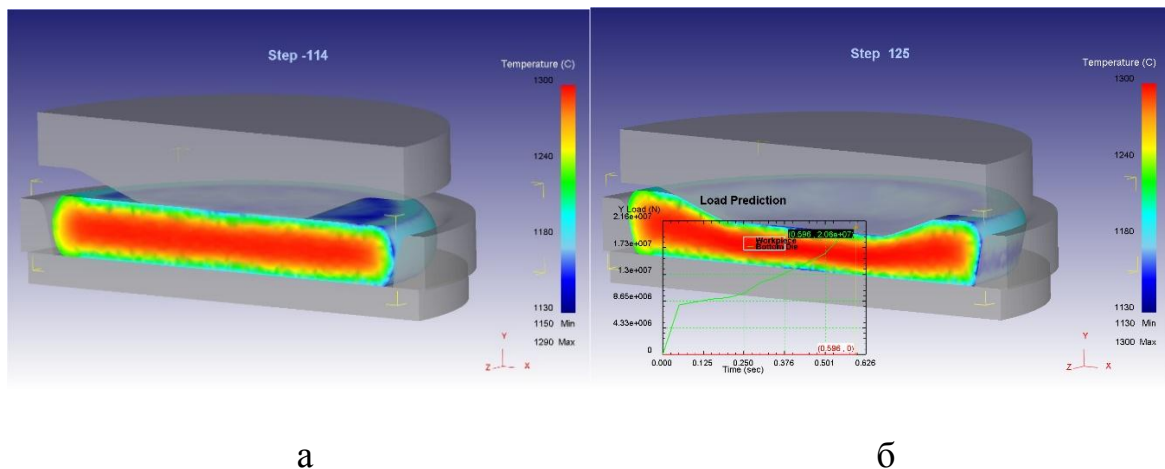 Step -114
Temperature (C)
1300
1240
1180
1130
1150 Min
1290 Max
Y
Z X
Step 125
Temperature (C)
1300
1240
1180
1130
1130 Min
1300 Max
Y
Z X
Load Prediction
Y Load (N)
2.16e+007
1.73e+007
1.3e+007
8.65e+006
4.33e+006
0
(0.596 , 2.06e+07)
Workpiece
Bottom Die
(0.596 , 0)
0.000 0.125 0.250 0.376 0.501 0.626
Time (sec)
а б